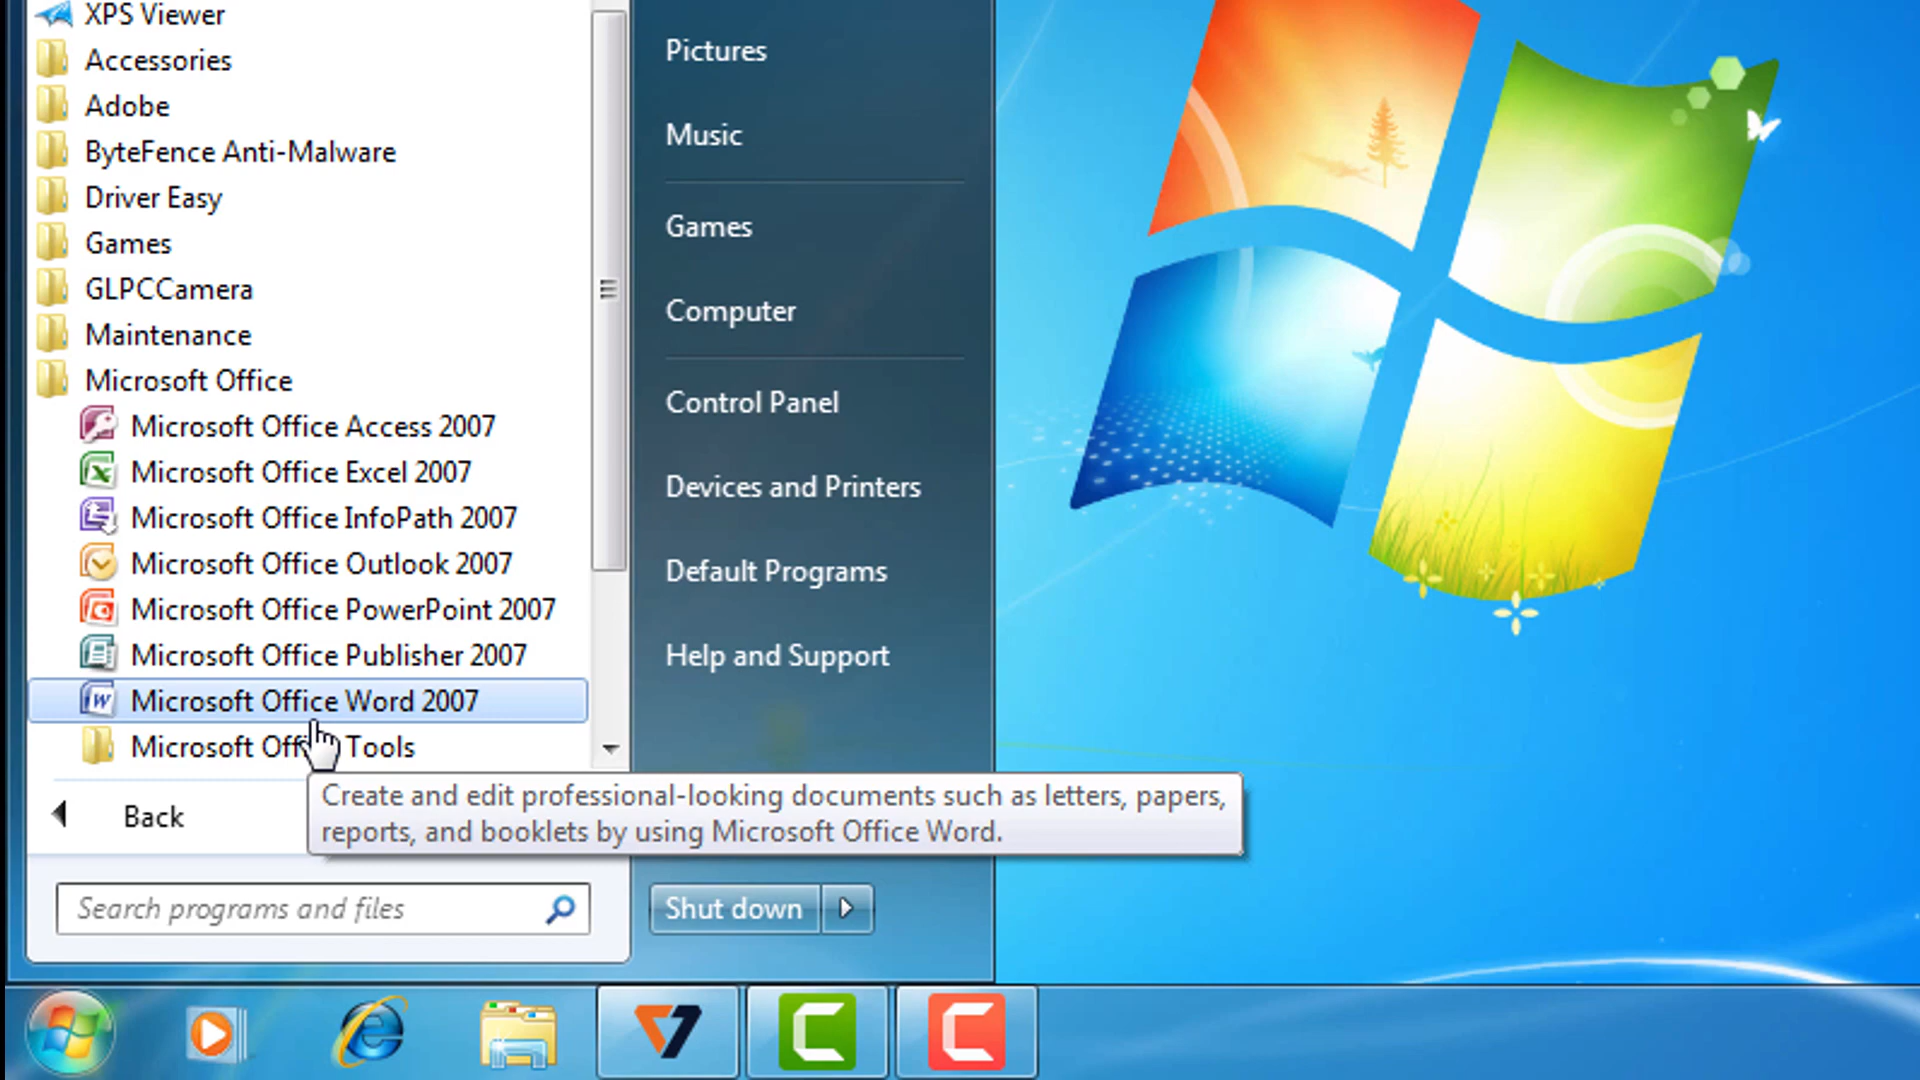 XPS Viewer
Accessories
Adobe
ByteFence Anti-Malware
Driver Easy
Games
GLPCCamera
Maintenance
Microsoft Office
Microsoft Office Access 2007
Microsoft Office Excel 2007
Microsoft Office InfoPath 2007
Microsoft Office Outlook 2007
Microsoft Office PowerPoint 2007
Microsoft Office Publisher 2007
Microsoft Office Word 2007
Microsoft Offi Tools
Back
Create and edit professional-looking documents such as letters, papers,
reports, and booklets by using Microsoft Office Word.
Search programs and files
Pictures
Music
Games
Computer
Control Panel
Devices and Printers
Default Programs
Help and Support
Shut down